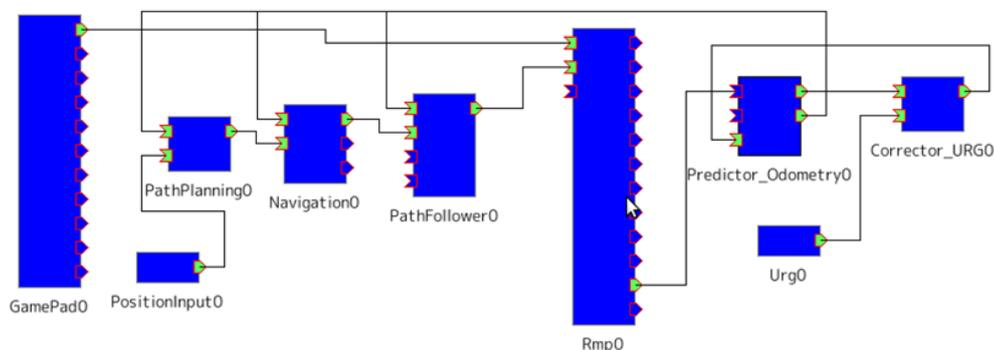 PathPlanning0
Navigation0
PathFollower0
Predictor_Odometry0
Corrector_URG0
GamePad0
PositionInput0
Urg0
Rmp0